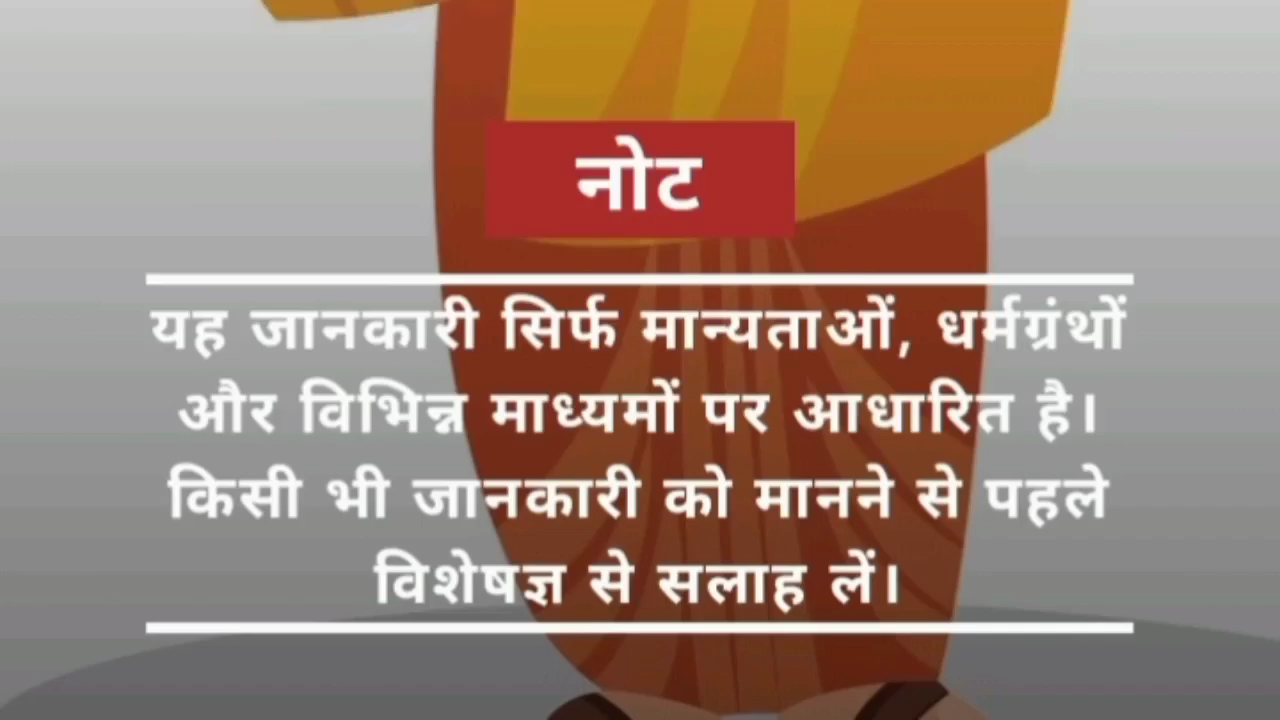 नोट
यह जानकारी सिर्फ मान्यताओं, धर्मग्रंथों
और विभिन्न माध्यमों पर आधारित है।
किसी भी जानकारी को मानने से पहले
विशेषज्ञ से सलाह लें।